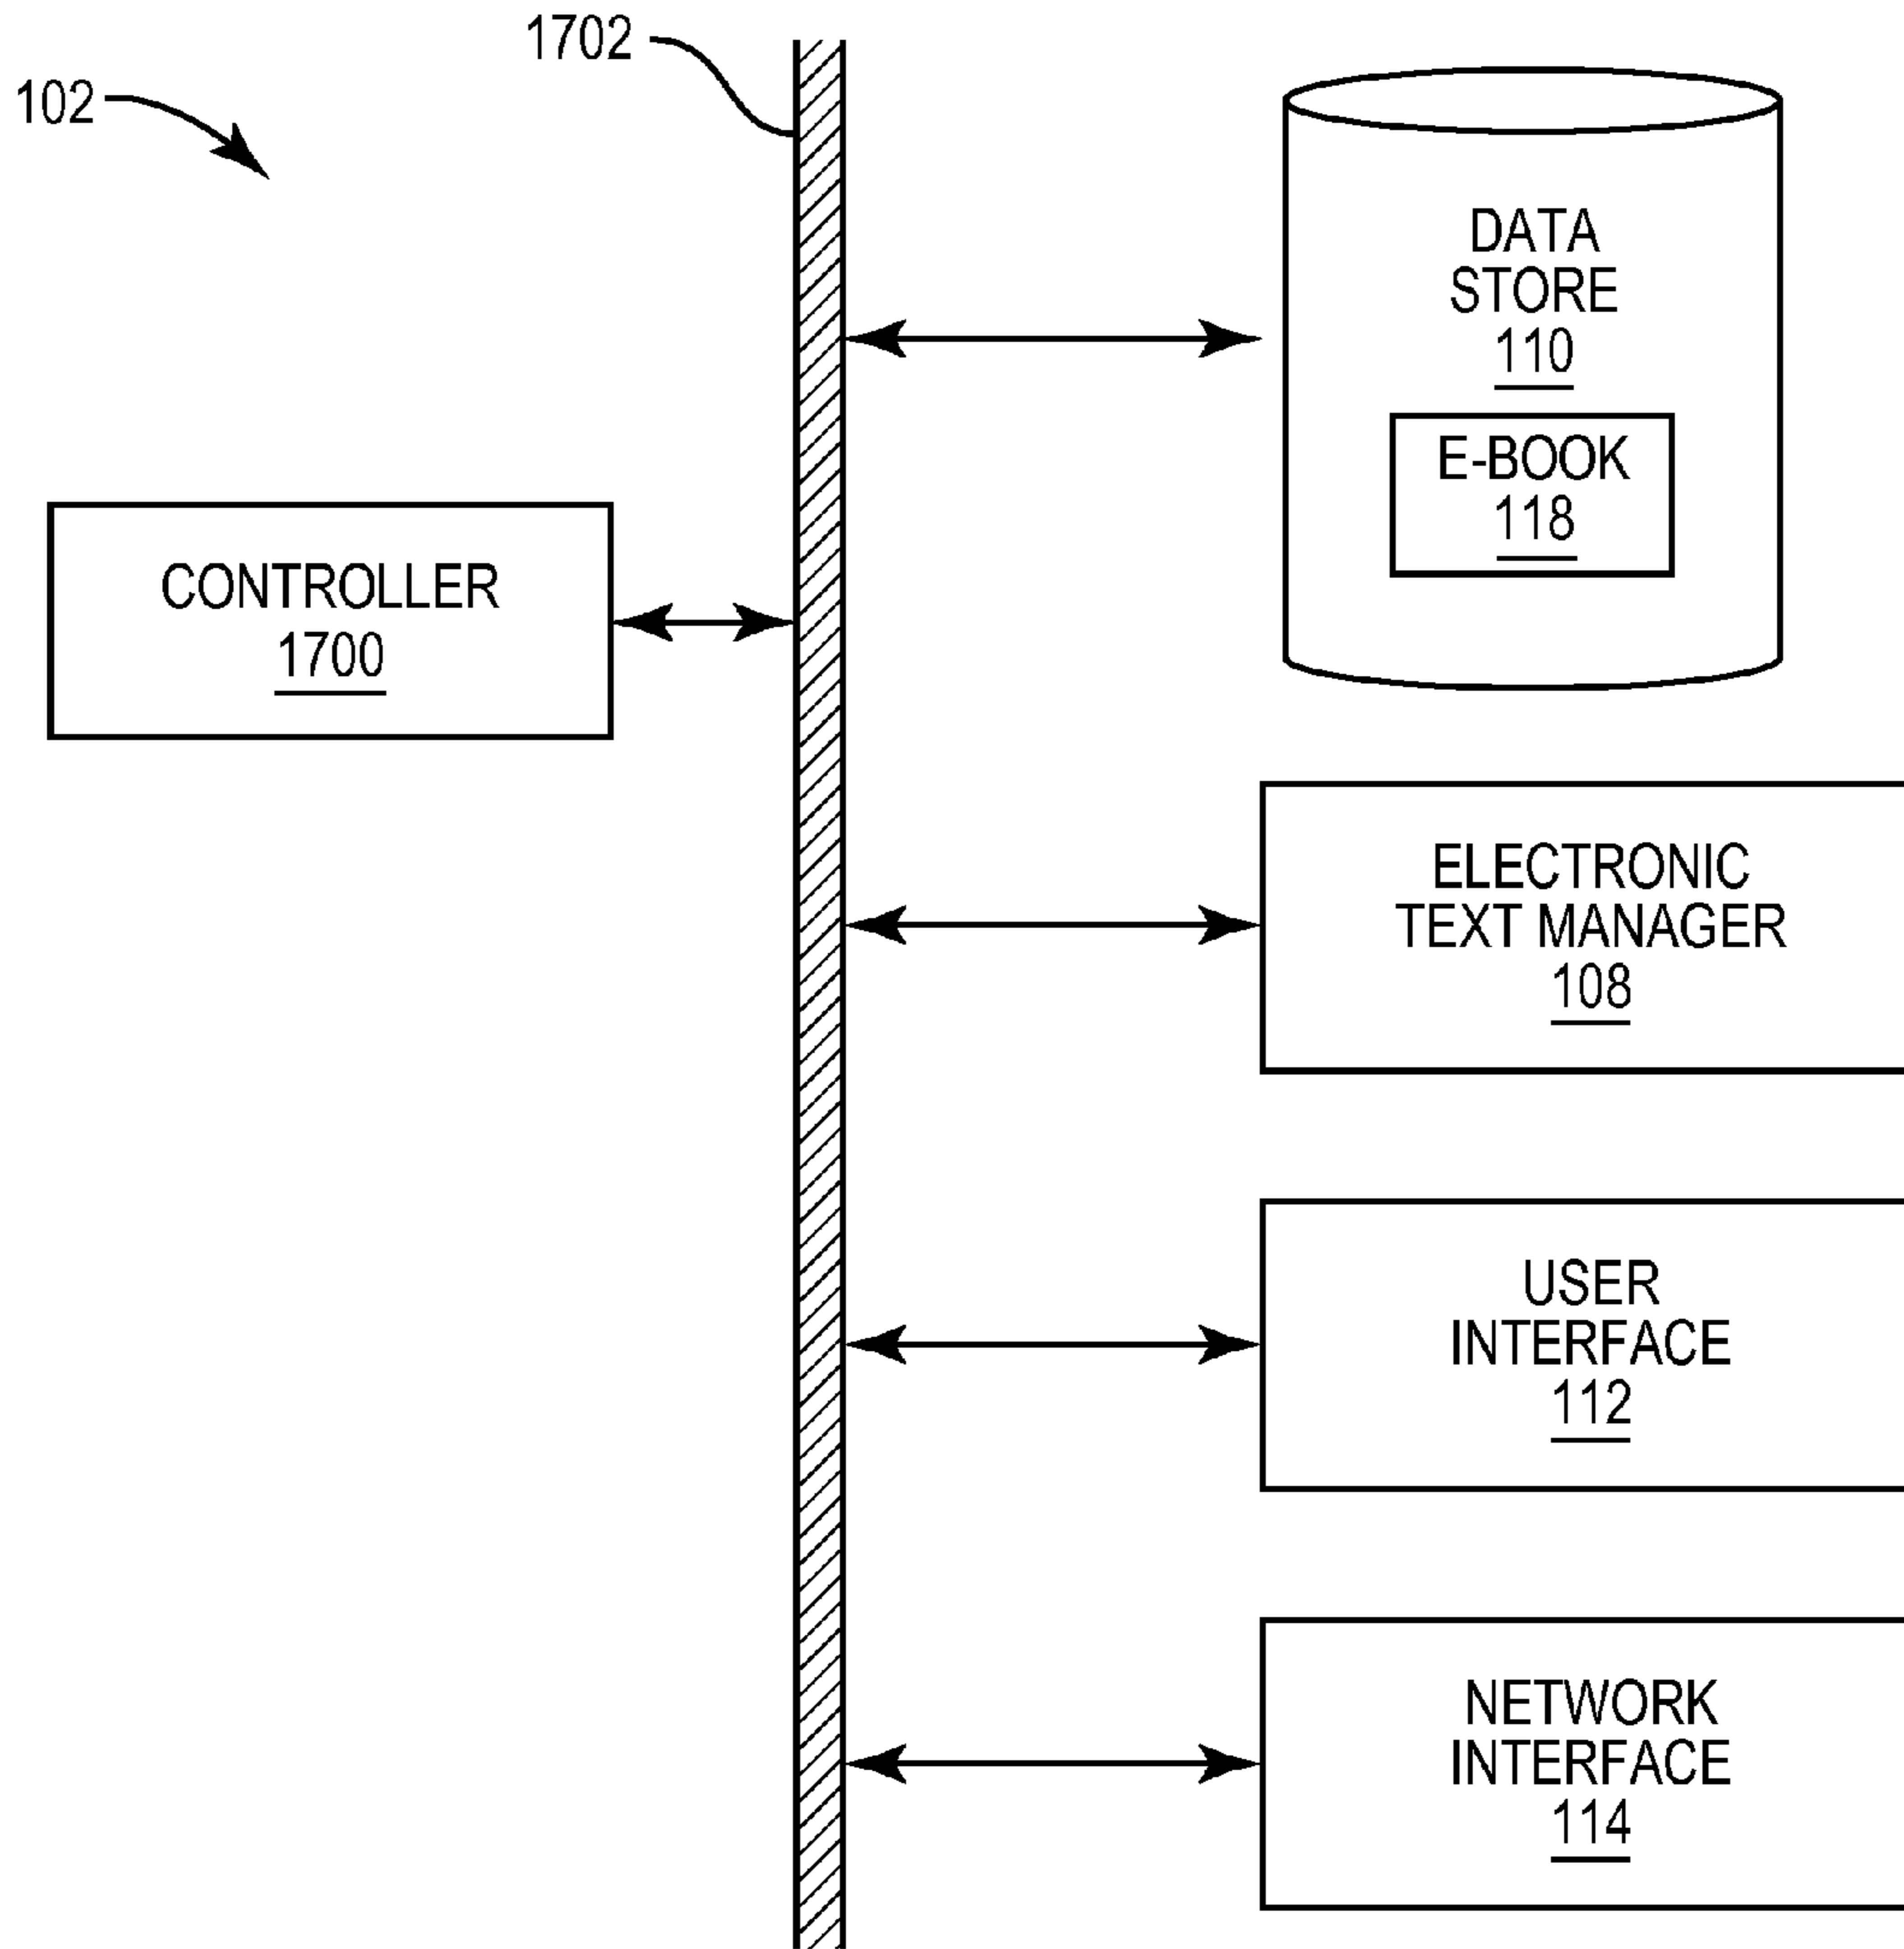 1702
102
DATA
STORE
110
E-BOOK
118
CONTROLLER
1700
ELECTRONIC
TEXT MANAGER
108
USER
INTERFACE
112
NETWORK
INTERFACE
114